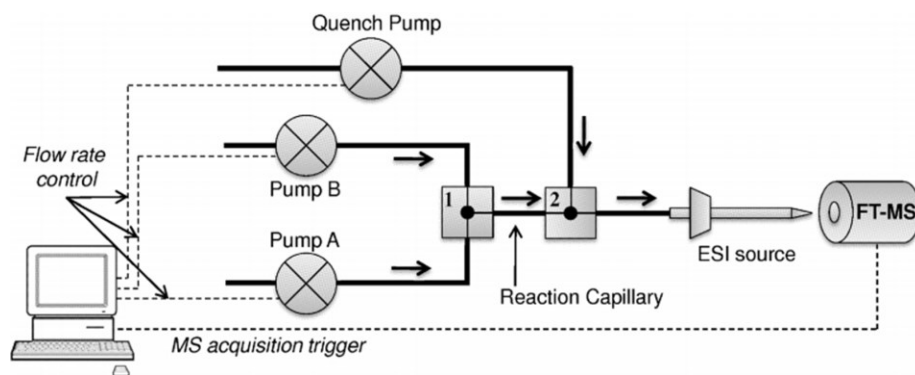 Quench Pump
Flow rate
control
Pump B
1
2
FT-MS
Pump A
ESI source
Reaction Capillary
MS acquisition trigger